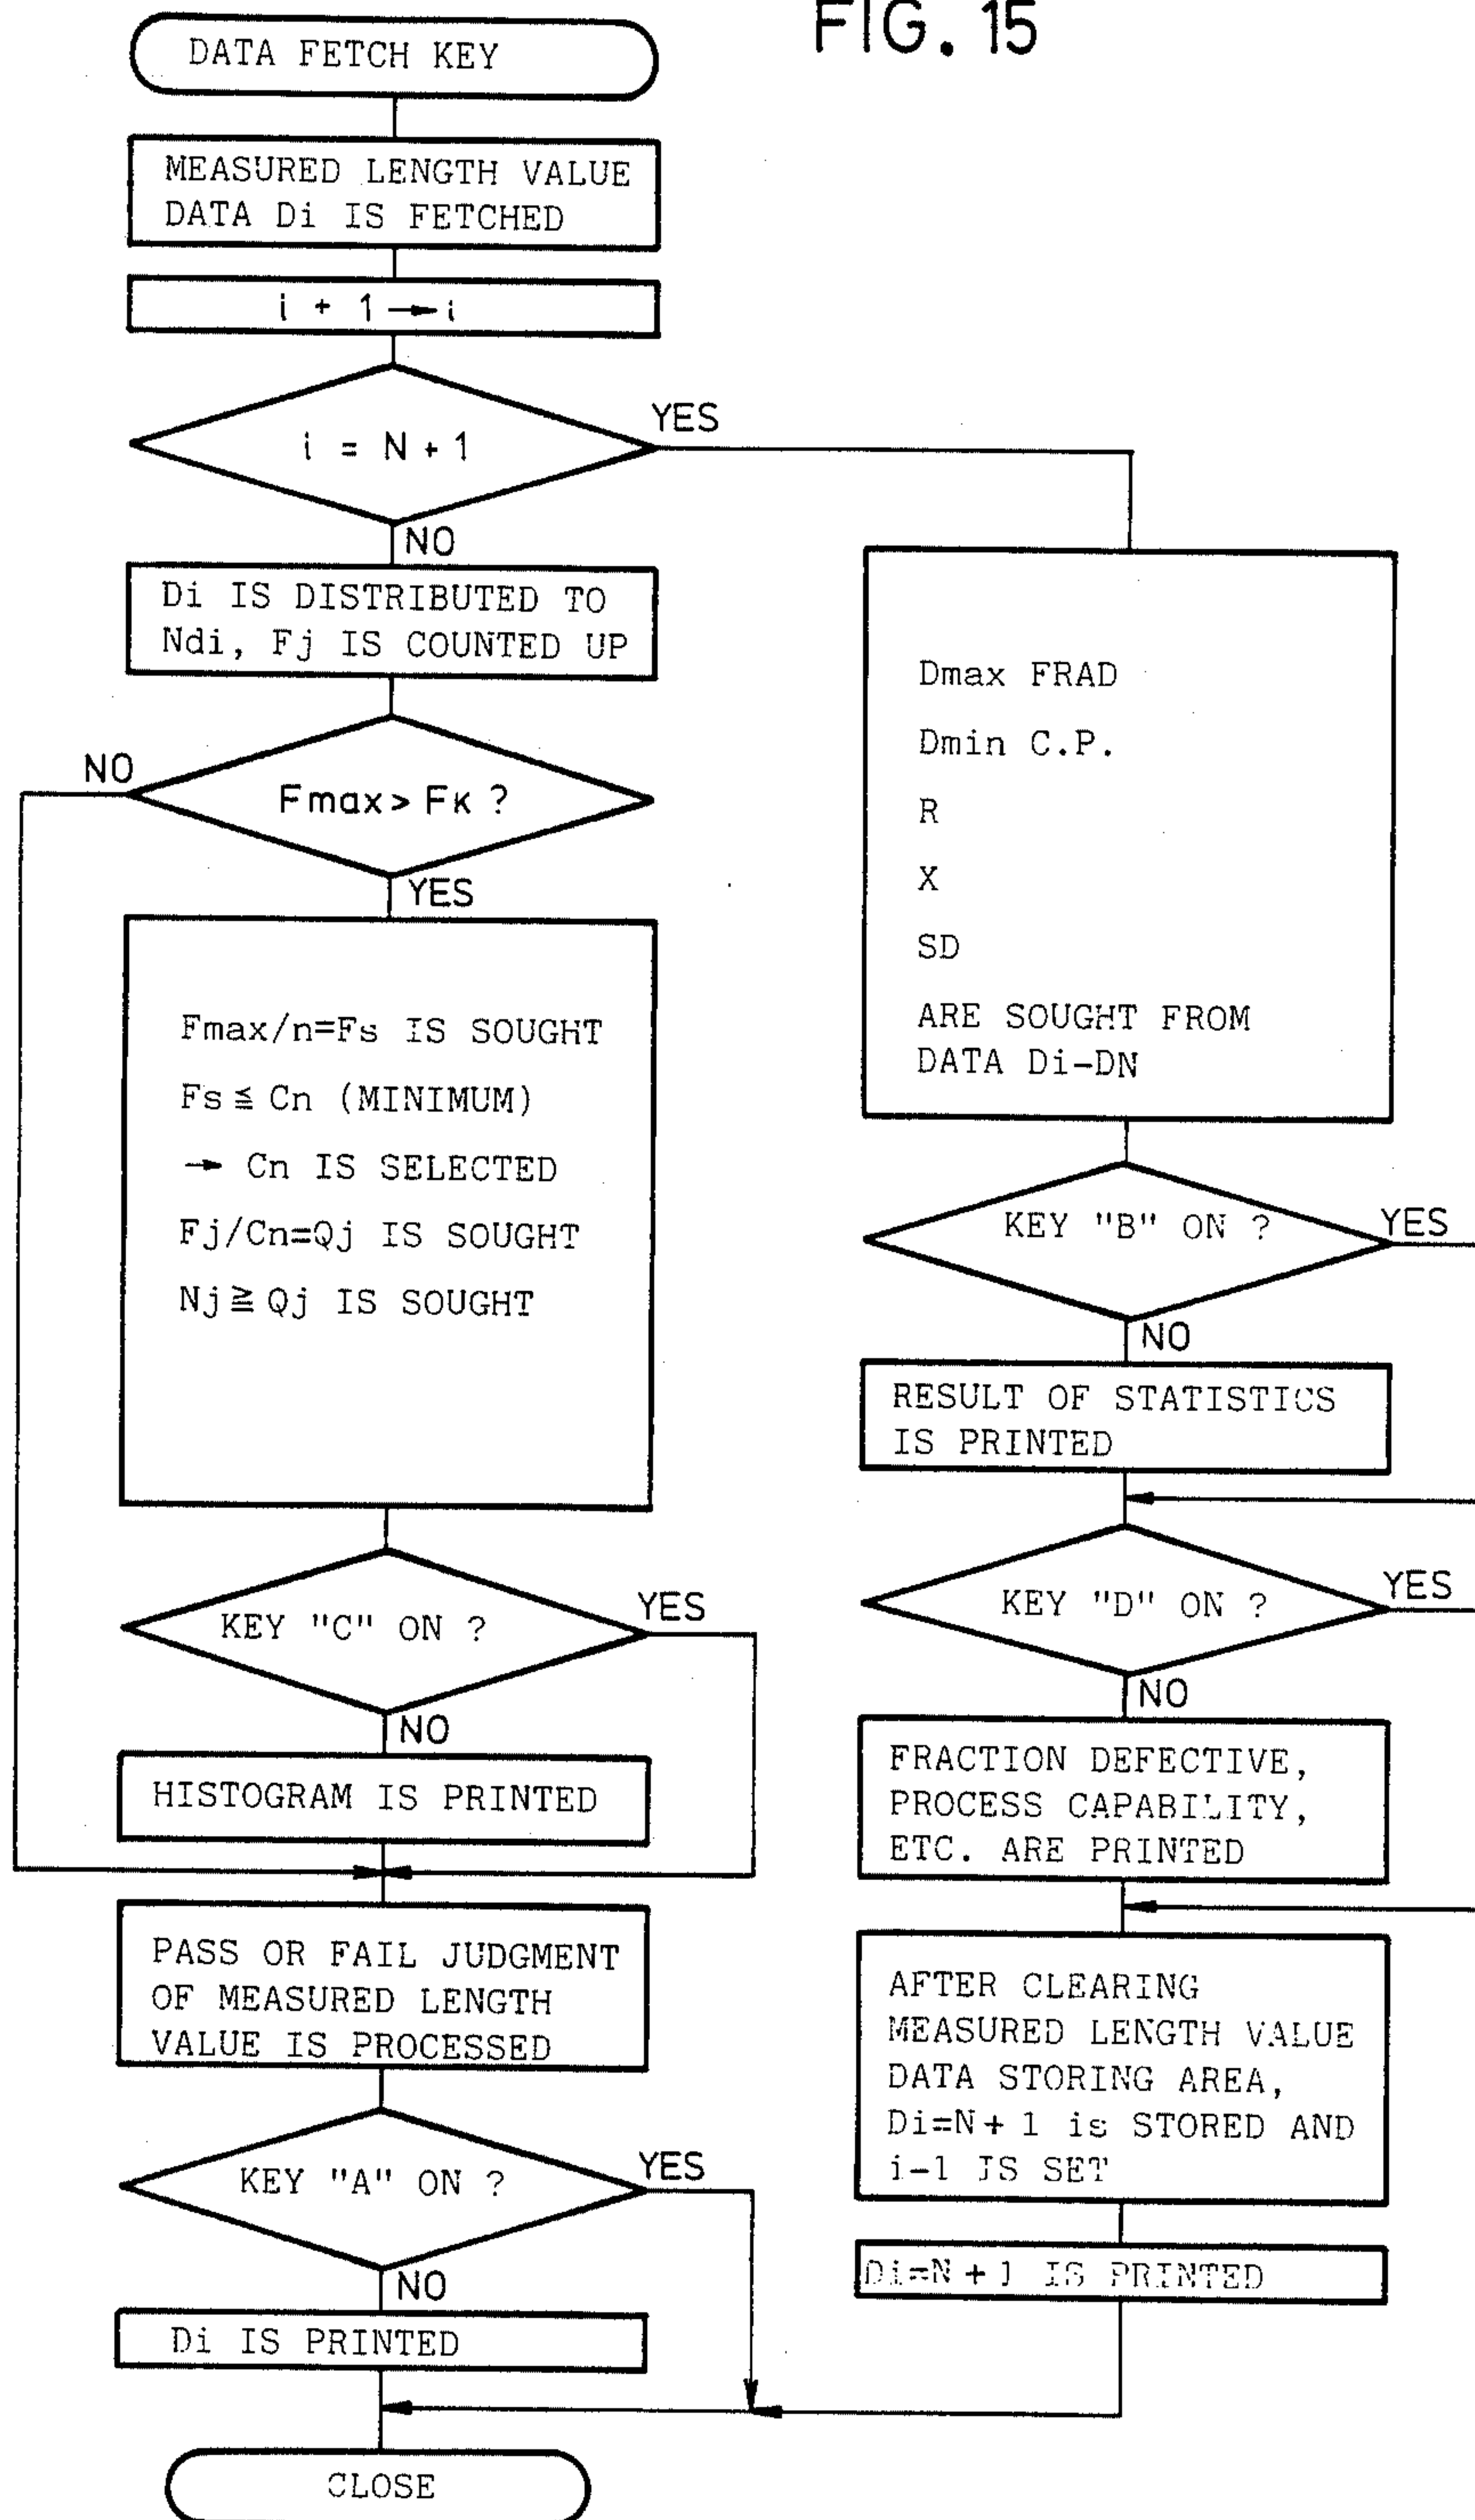 FIG. 15
DATA FETCH KEY
MEASURED LENGTH VALUE
DATA Di IS FETCHED
i + 1 → i
i = N + 1
YES
NO
Di IS DISTRIBUTED TO
Ndi, Fj IS COUNTED UP
NO
Fmax > FK ?
YES
Fmax/n=Fs IS SOUGHT
Fs ≦ Cn (MINIMUM)
→ Cn IS SELECTED
Fj/Cn=Qj IS SOUGHT
Nj ≧ Qj IS SOUGHT
KEY "C" ON ?
YES
NO
HISTOGRAM IS PRINTED
PASS OR FAIL JUDGMENT
OF MEASURED LENGTH
VALUE IS PROCESSED
KEY "A" ON ?
YES
NO
Di IS PRINTED
CLOSE
Dmax FRAD
Dmin C.P.
R
X
SD
ARE SOUGHT FROM
DATA Di-DN
KEY "B" ON ?
YES
NO
RESULT OF STATISTICS
IS PRINTED
KEY "D" ON ?
YES
NO
FRACTION DEFECTIVE,
PROCESS CAPABILITY,
ETC. ARE PRINTED
AFTER CLEARING
MEASURED LENGTH VALUE
DATA STORING AREA,
Di=N + 1 is STORED AND
i-1 IS SET
Di=N + 1 IS PRINTED